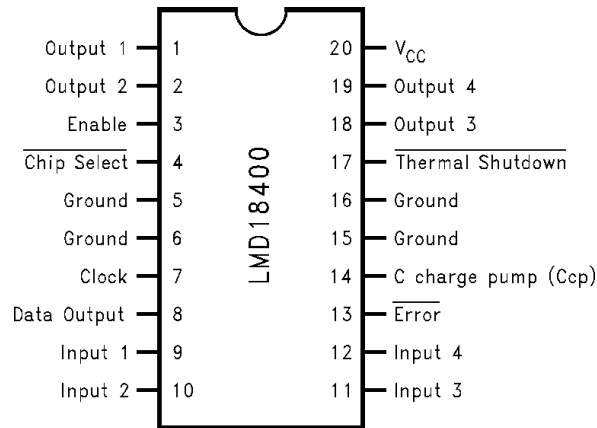 Output 1 1 20 VCC
Output 2 2 19 Output 4
Enable 3 18 Output 3
Chip Select 4 17 Thermal Shutdown
Ground 5 16 Ground
Ground 6 15 Ground
Clock 7 14 C charge pump (Ccp)
Data Output 8 13 Error
Input 1 9 12 Input 4
Input 2 10 11 Input 3
LMD18400